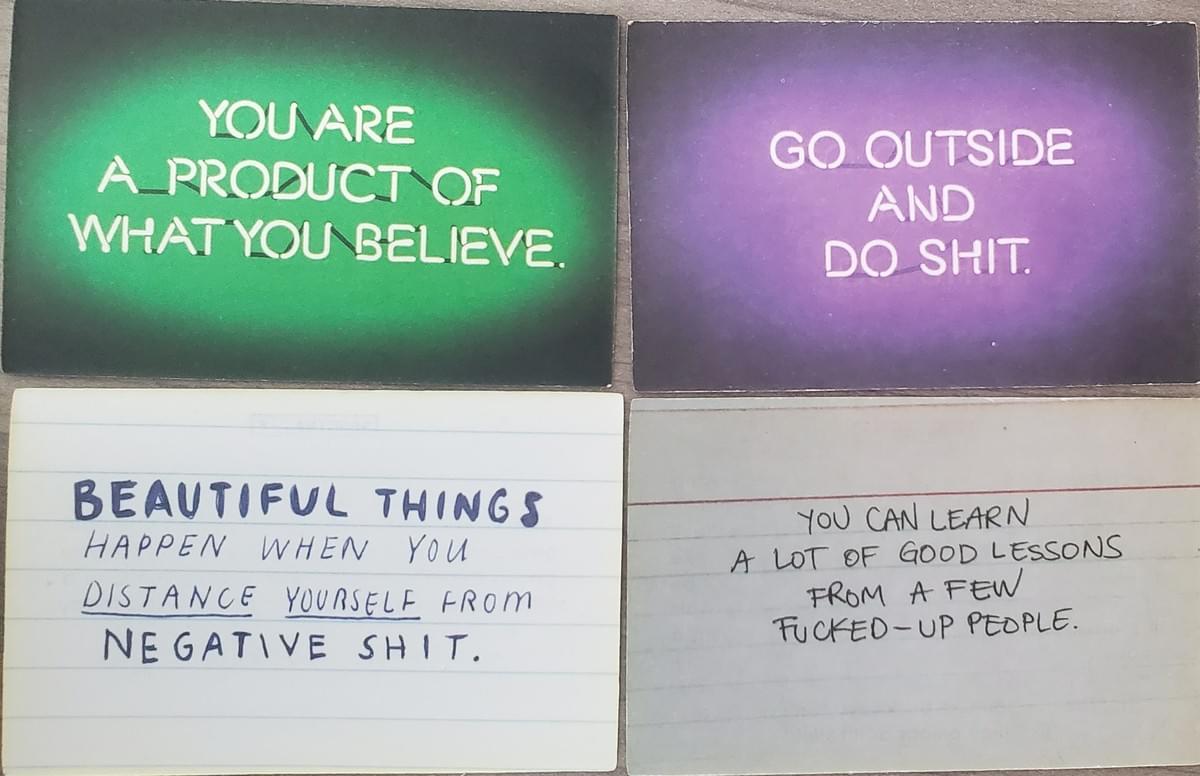 YOU ARE
A PRODUCT OF
WHAT YOU BELIEVE.
GO OUTSIDE
AND
DO SHIT.
BEAUTIFUL THINGS
HAPPEN WHEN YOU
DISTANCE YOURSELF FROM
NEGATIVE SHIT.
YOU CAN LEARN
A LOT OF GOOD LESSONS
FROM A FEW
FUCKED-UP PEOPLE.